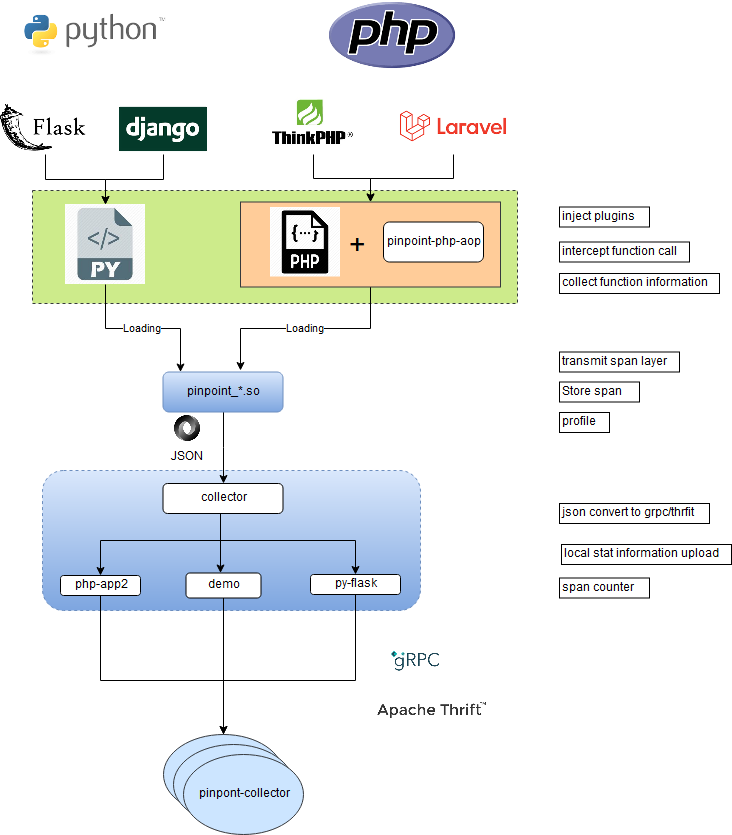 python™
php
Flask
django
ThinkPHP®
Laravel
</>
PY
{···}
PHP
+
pinpoint-php-aop
inject plugins
intercept function call
collect function information
Loading
Loading
pinpoint_*.so
transmit span layer
Store span
profile
JSON
collector
json convert to grpc/thrfit
php-app2
demo
py-flask
local stat information upload
span counter
gRPC
Apache Thrift™
pinpont-collector